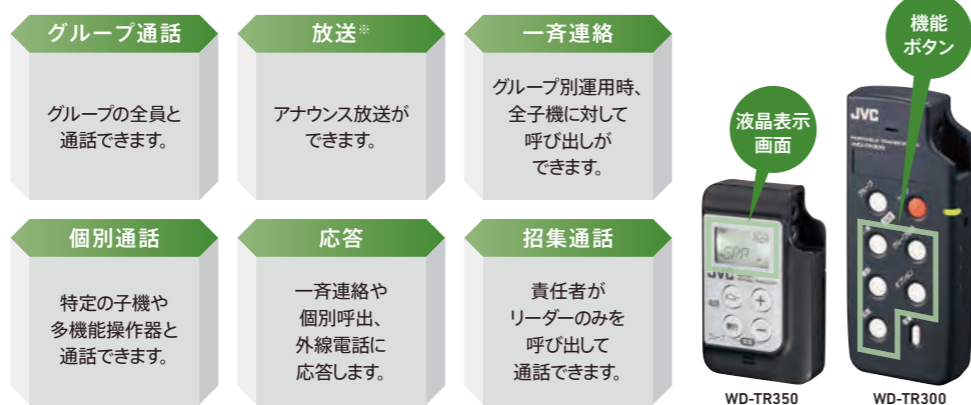 グループ通話
グループの全員と
通話できます。
放送※
アナウンス放送が
できます。
一斉連絡
グループ別運用時、
全子機に対して
呼び出しが
できます。
個別通話
特定の子機や
多機能操作器と
通話できます。
応答
一斉連絡や
個別呼出、
外線電話に
応答します。
招集通話
責任者が
リーダーのみを
呼び出して
通話できます。
液晶表示
画面
JVC
WD-TR350
機能
ボタン
JVC
WD-TR300
グループ
WD-TR300